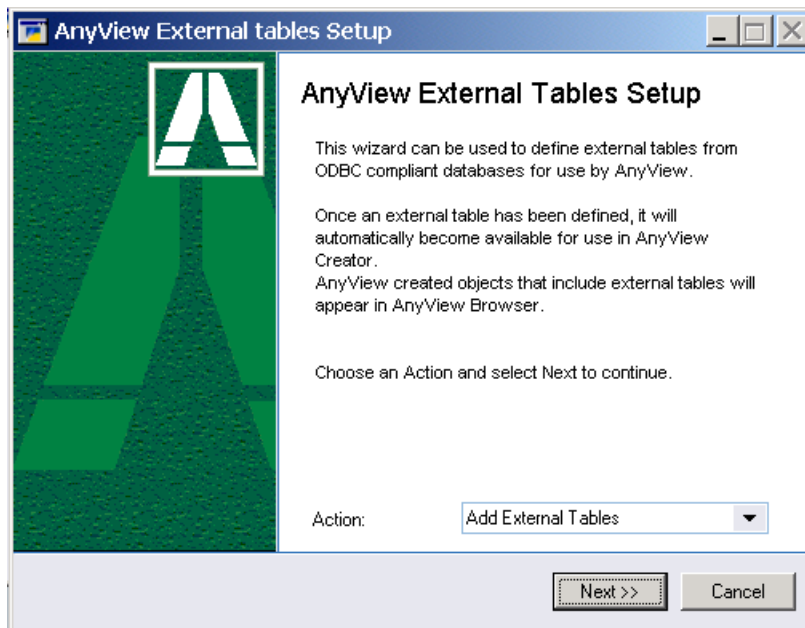 AnyView External tables Setup
AnyView External Tables Setup
This wizard can be used to define external tables from
ODBC compliant databases for use by AnyView.
Once an external table has been defined, it will
automatically become available for use in AnyView
Creator.
AnyView created objects that include external tables will
appear in AnyView Browser.
Choose an Action and select Next to continue.
Action: Add External Tables
Next >> Cancel